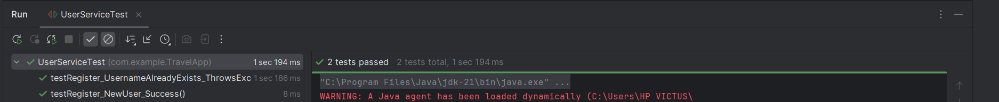 Run UserServiceTest
UserServiceTest (com.example.TravelApp) 1 sec 194 ms
testRegister_UsernameAlreadyExists_ThrowsExc 1 sec 186 ms
testRegister_NewUser_Success() 8 ms
2 tests passed 2 tests total, 1 sec 194 ms
"C:\Program Files\Java\jdk-21\bin\java.exe" ...
WARNING: A Java agent has been loaded dynamically (C:\Users\HP VICTUS\